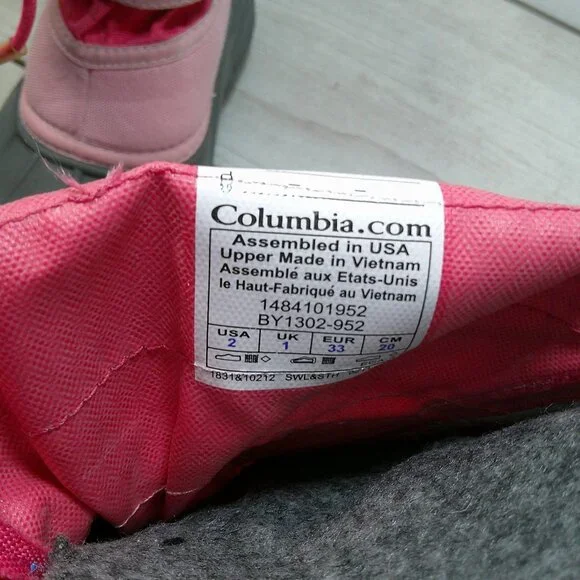 Columbia.com
Assembled in USA
Upper Made in Vietnam
Assemblé aux Etats-Unis
le Haut-Fabriqué au Vietnam
1484101952
BY1302-952
USA UK EUR CM
2 1 33 20
1831&10212 SWL&STH